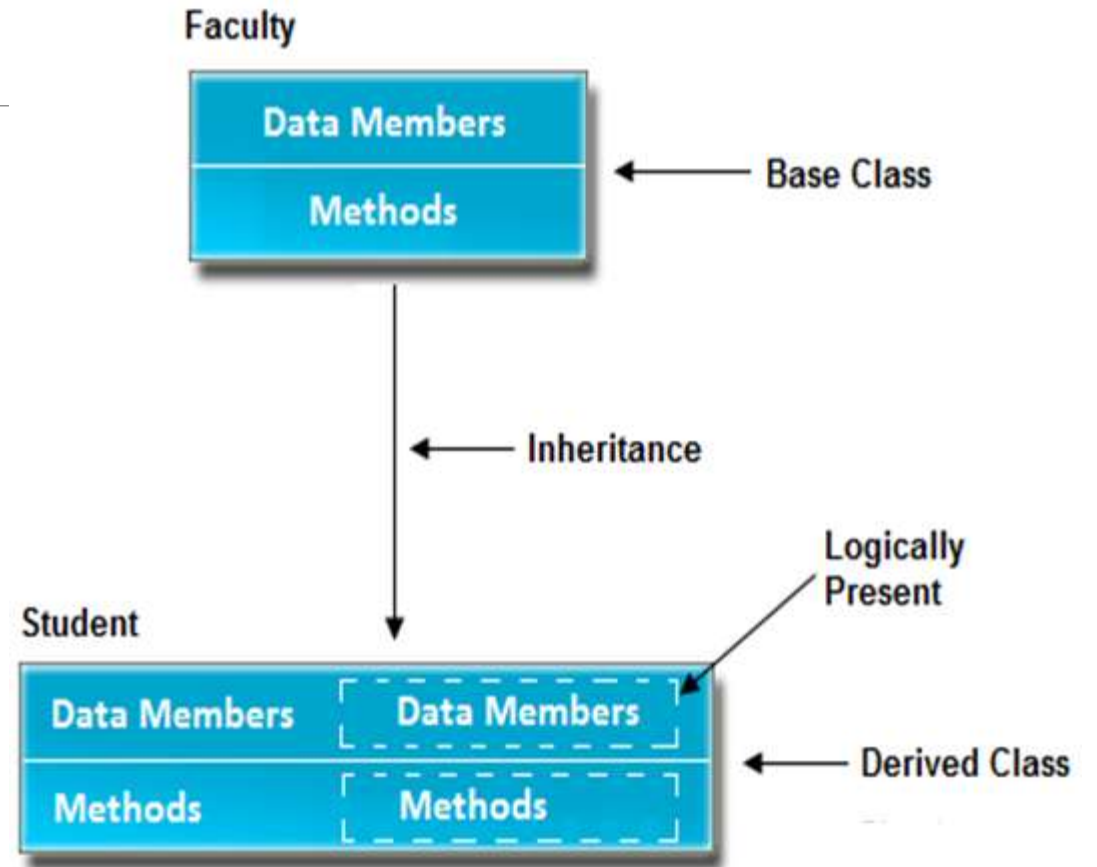 Faculty
Data Members
Methods
Base Class
Inheritance
Logically
Present
Student
Data Members
Data Members
Methods
Methods
Derived Class